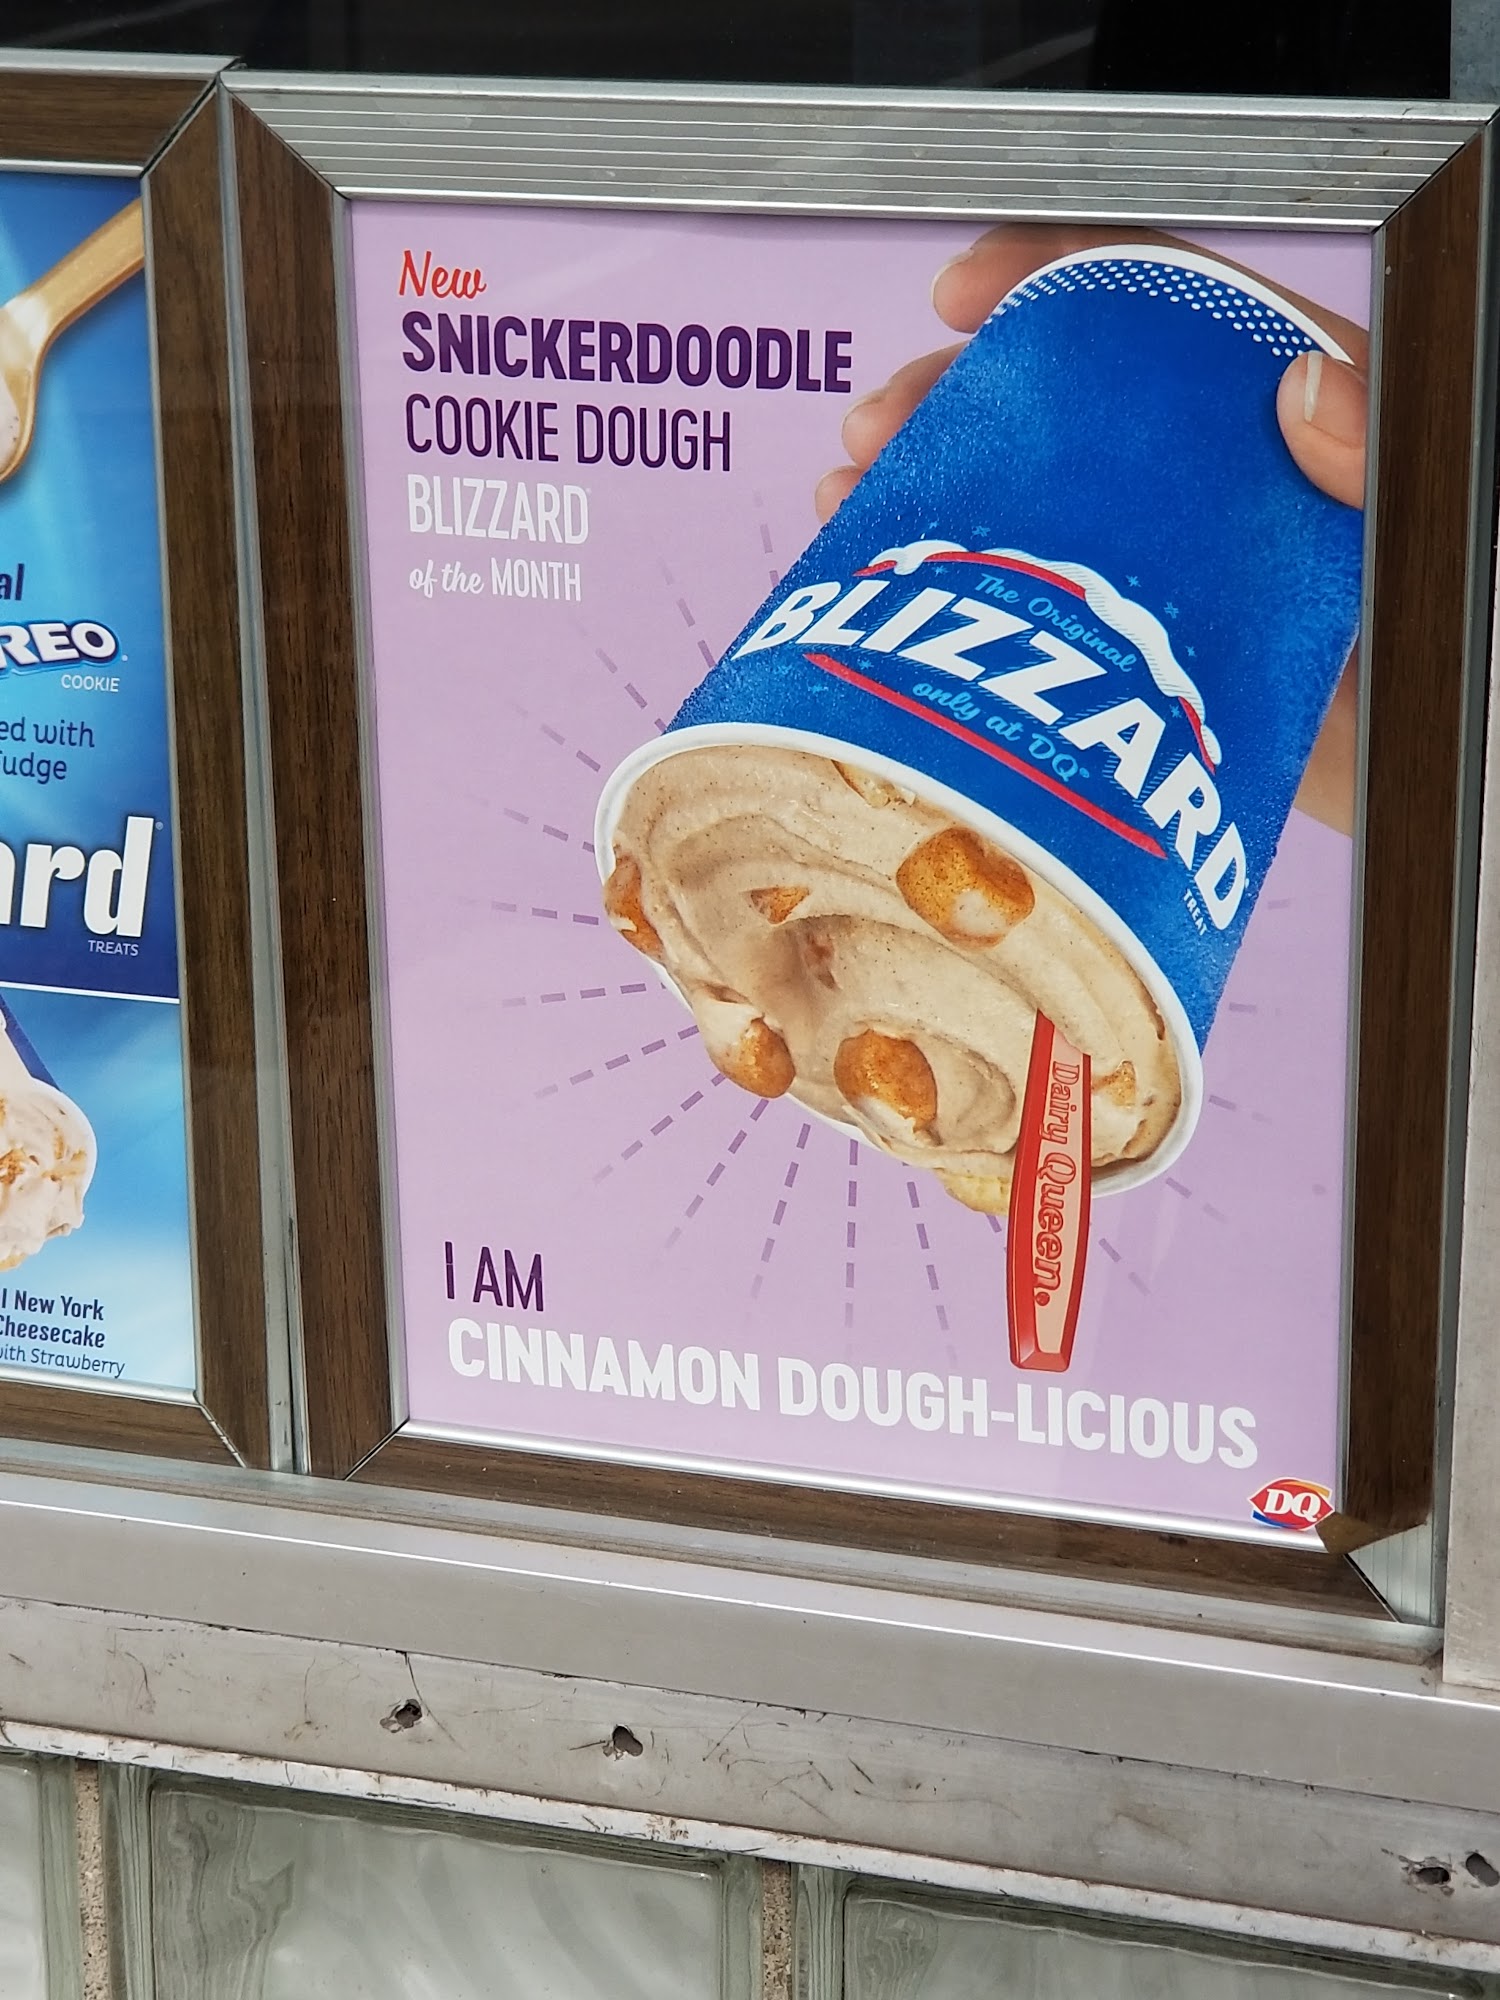 New
SNICKERDOODLE
COOKIE DOUGH
BLIZZARD®
of the MONTH
The Original
BLIZZARD
only at DQ®
TREAT
Dairy Queen.
I AM
CINNAMON DOUGH-LICIOUS
DQ
al
REO
COOKIE
ed with
udge
ard®
TREATS
l New York
Cheesecake
with Strawberry